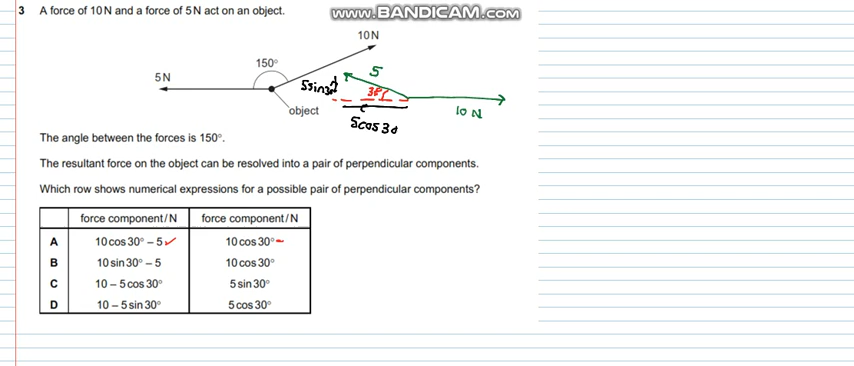 3 A force of 10 N and a force of 5 N act on an object.
www.BANDICAM.com
10 N
150°
5 N
object
5
5sin30
30°
10 N
5cos30
The angle between the forces is 150°.
The resultant force on the object can be resolved into a pair of perpendicular components.
Which row shows numerical expressions for a possible pair of perpendicular components?
force component / N force component / N
A 10 cos 30° – 5 10 cos 30°
B 10 sin 30° – 5 10 cos 30°
C 10 – 5 cos 30° 5 sin 30°
D 10 – 5 sin 30° 5 cos 30°